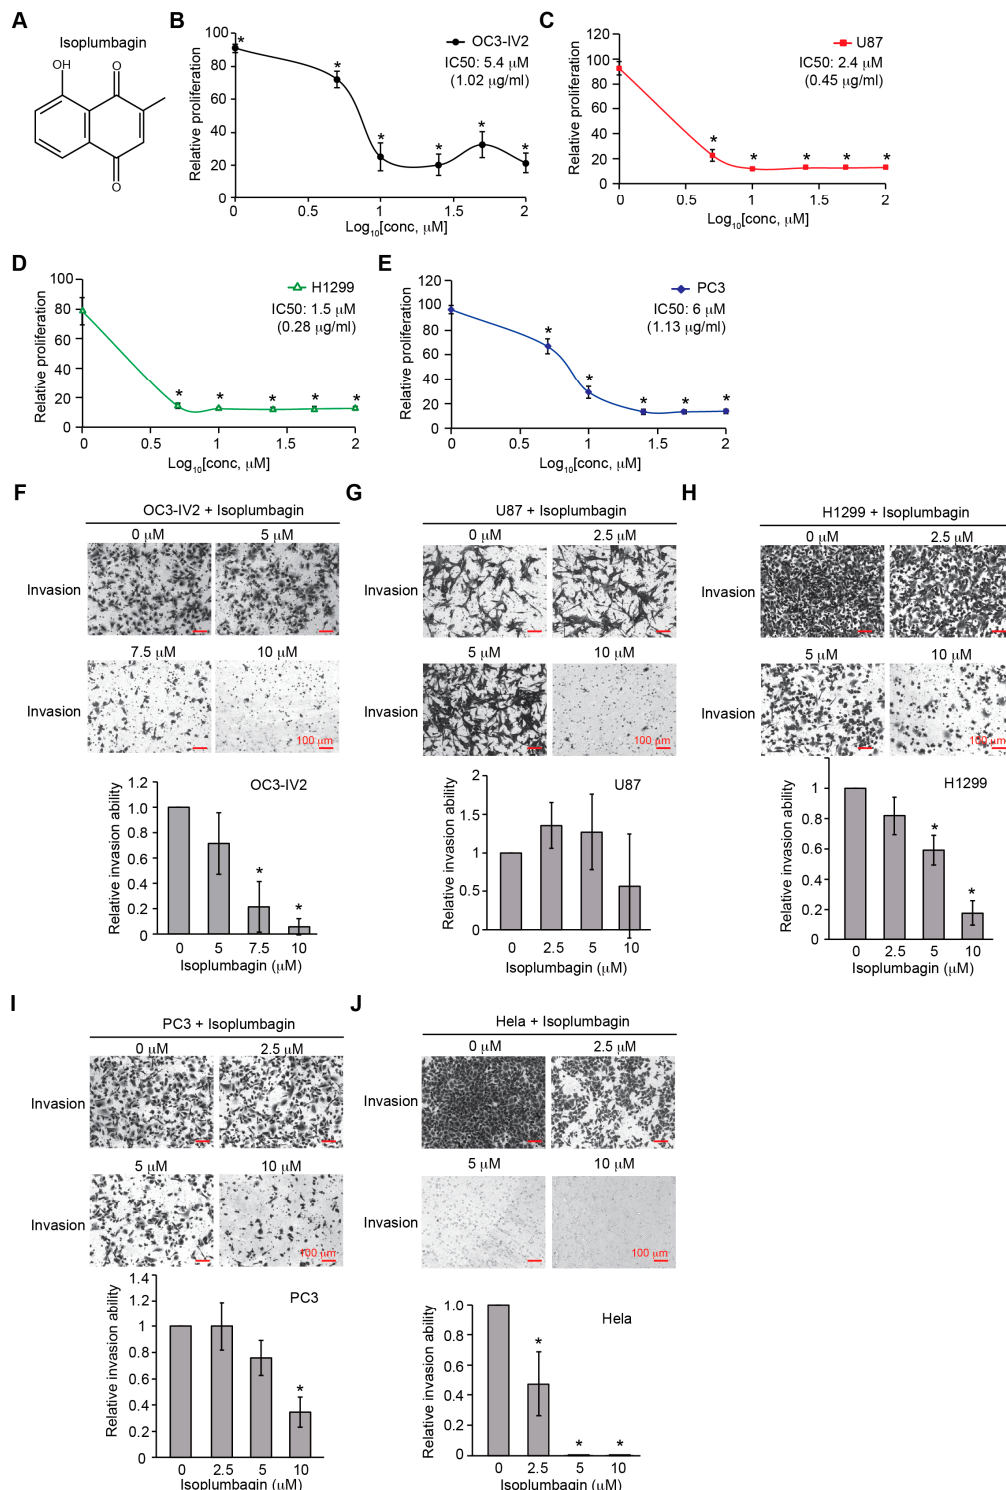 A
Isoplumbagin
OH
O
O
B
OC3-IV2
IC50: 5.4 μM
(1.02 μg/ml)
Relative proliferation
100
80
60
40
20
0
0 0.5 1 1.5 2
Log10[conc, μM]
* * * * * *
C
U87
IC50: 2.4 μM
(0.45 μg/ml)
Relative proliferation
120
100
80
60
40
20
0
0 0.5 1 1.5 2
Log10[conc, μM]
* * * * *
D
H1299
IC50: 1.5 μM
(0.28 μg/ml)
Relative proliferation
100
80
60
40
20
0
0 0.5 1 1.5 2
Log10[conc, μM]
* * * * *
E
PC3
IC50: 6 μM
(1.13 μg/ml)
Relative proliferation
120
100
80
60
40
20
0
0 0.5 1 1.5 2
Log10[conc, μM]
* * * * *
F
OC3-IV2 + Isoplumbagin
0 μM 5 μM
Invasion
7.5 μM 10 μM
Invasion
100 μm
OC3-IV2
Relative invasion ability
1.2
1.0
0.8
0.6
0.4
0.2
0
* *
0 5 7.5 10
Isoplumbagin (μM)
G
U87 + Isoplumbagin
0 μM 2.5 μM
Invasion
5 μM 10 μM
Invasion
100 μm
U87
Relative invasion ability
2
1.5
1
0.5
0
0 2.5 5 10
Isoplumbagin (μM)
H
H1299 + Isoplumbagin
0 μM 2.5 μM
Invasion
5 μM 10 μM
Invasion
100 μm
H1299
Relative invasion ability
1
0.8
0.6
0.4
0.2
0
* *
0 2.5 5 10
Isoplumbagin (μM)
I
PC3 + Isoplumbagin
0 μM 2.5 μM
Invasion
5 μM 10 μM
Invasion
100 μm
PC3
Relative invasion ability
1.4
1.2
1
0.8
0.6
0.4
0.2
0
*
0 2.5 5 10
Isoplumbagin (μM)
J
Hela + Isoplumbagin
0 μM 2.5 μM
Invasion
5 μM 10 μM
Invasion
100 μm
Hela
Relative invasion ability
1.0
0.8
0.6
0.4
0.2
0
* * *
0 2.5 5 10
Isoplumbagin (μM)